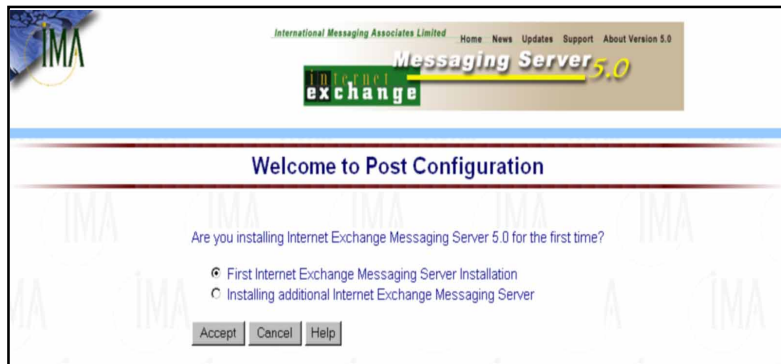 IMA
International Messaging Associates Limited
Home News Updates Support About Version 5.0
Messaging Server 5.0
internet
exchange
Welcome to Post Configuration
Are you installing Internet Exchange Messaging Server 5.0 for the first time?
First Internet Exchange Messaging Server Installation
Installing additional Internet Exchange Messaging Server
Accept Cancel Help